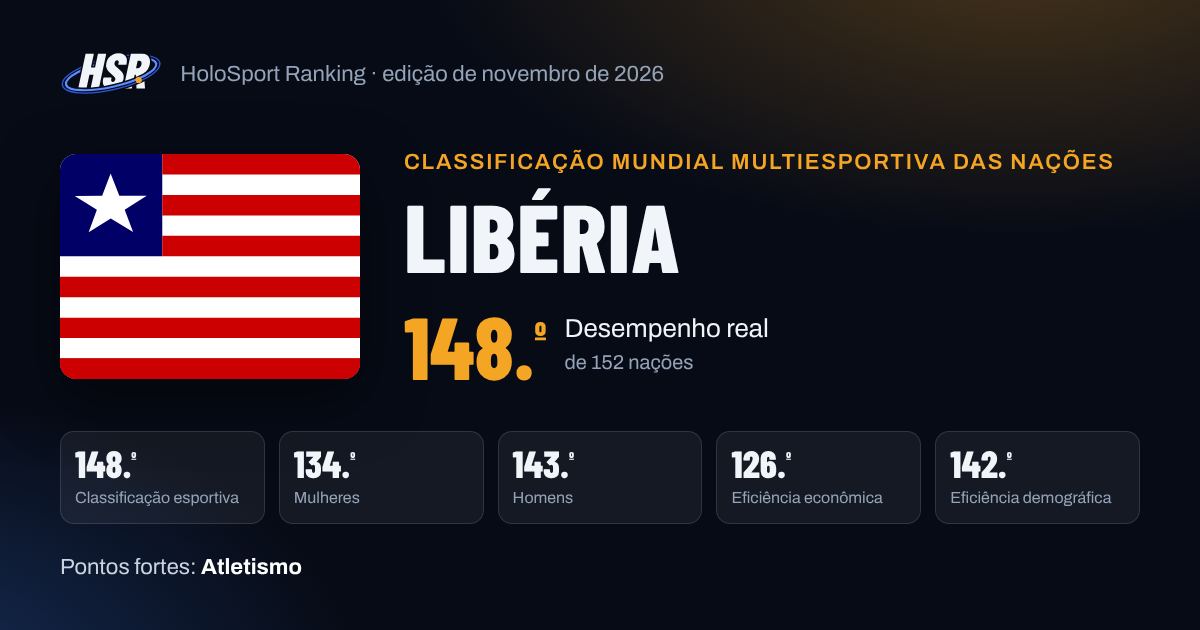 HSR
HoloSport Ranking · edição de novembro de 2026
CLASSIFICAÇÃO MUNDIAL MULTIESPORTIVA DAS NAÇÕES
LIBÉRIA
148.º Desempenho real
de 152 nações
148.º
Classificação esportiva
134.º
Mulheres
143.º
Homens
126.º
Eficiência econômica
142.º
Eficiência demográfica
Pontos fortes: Atletismo